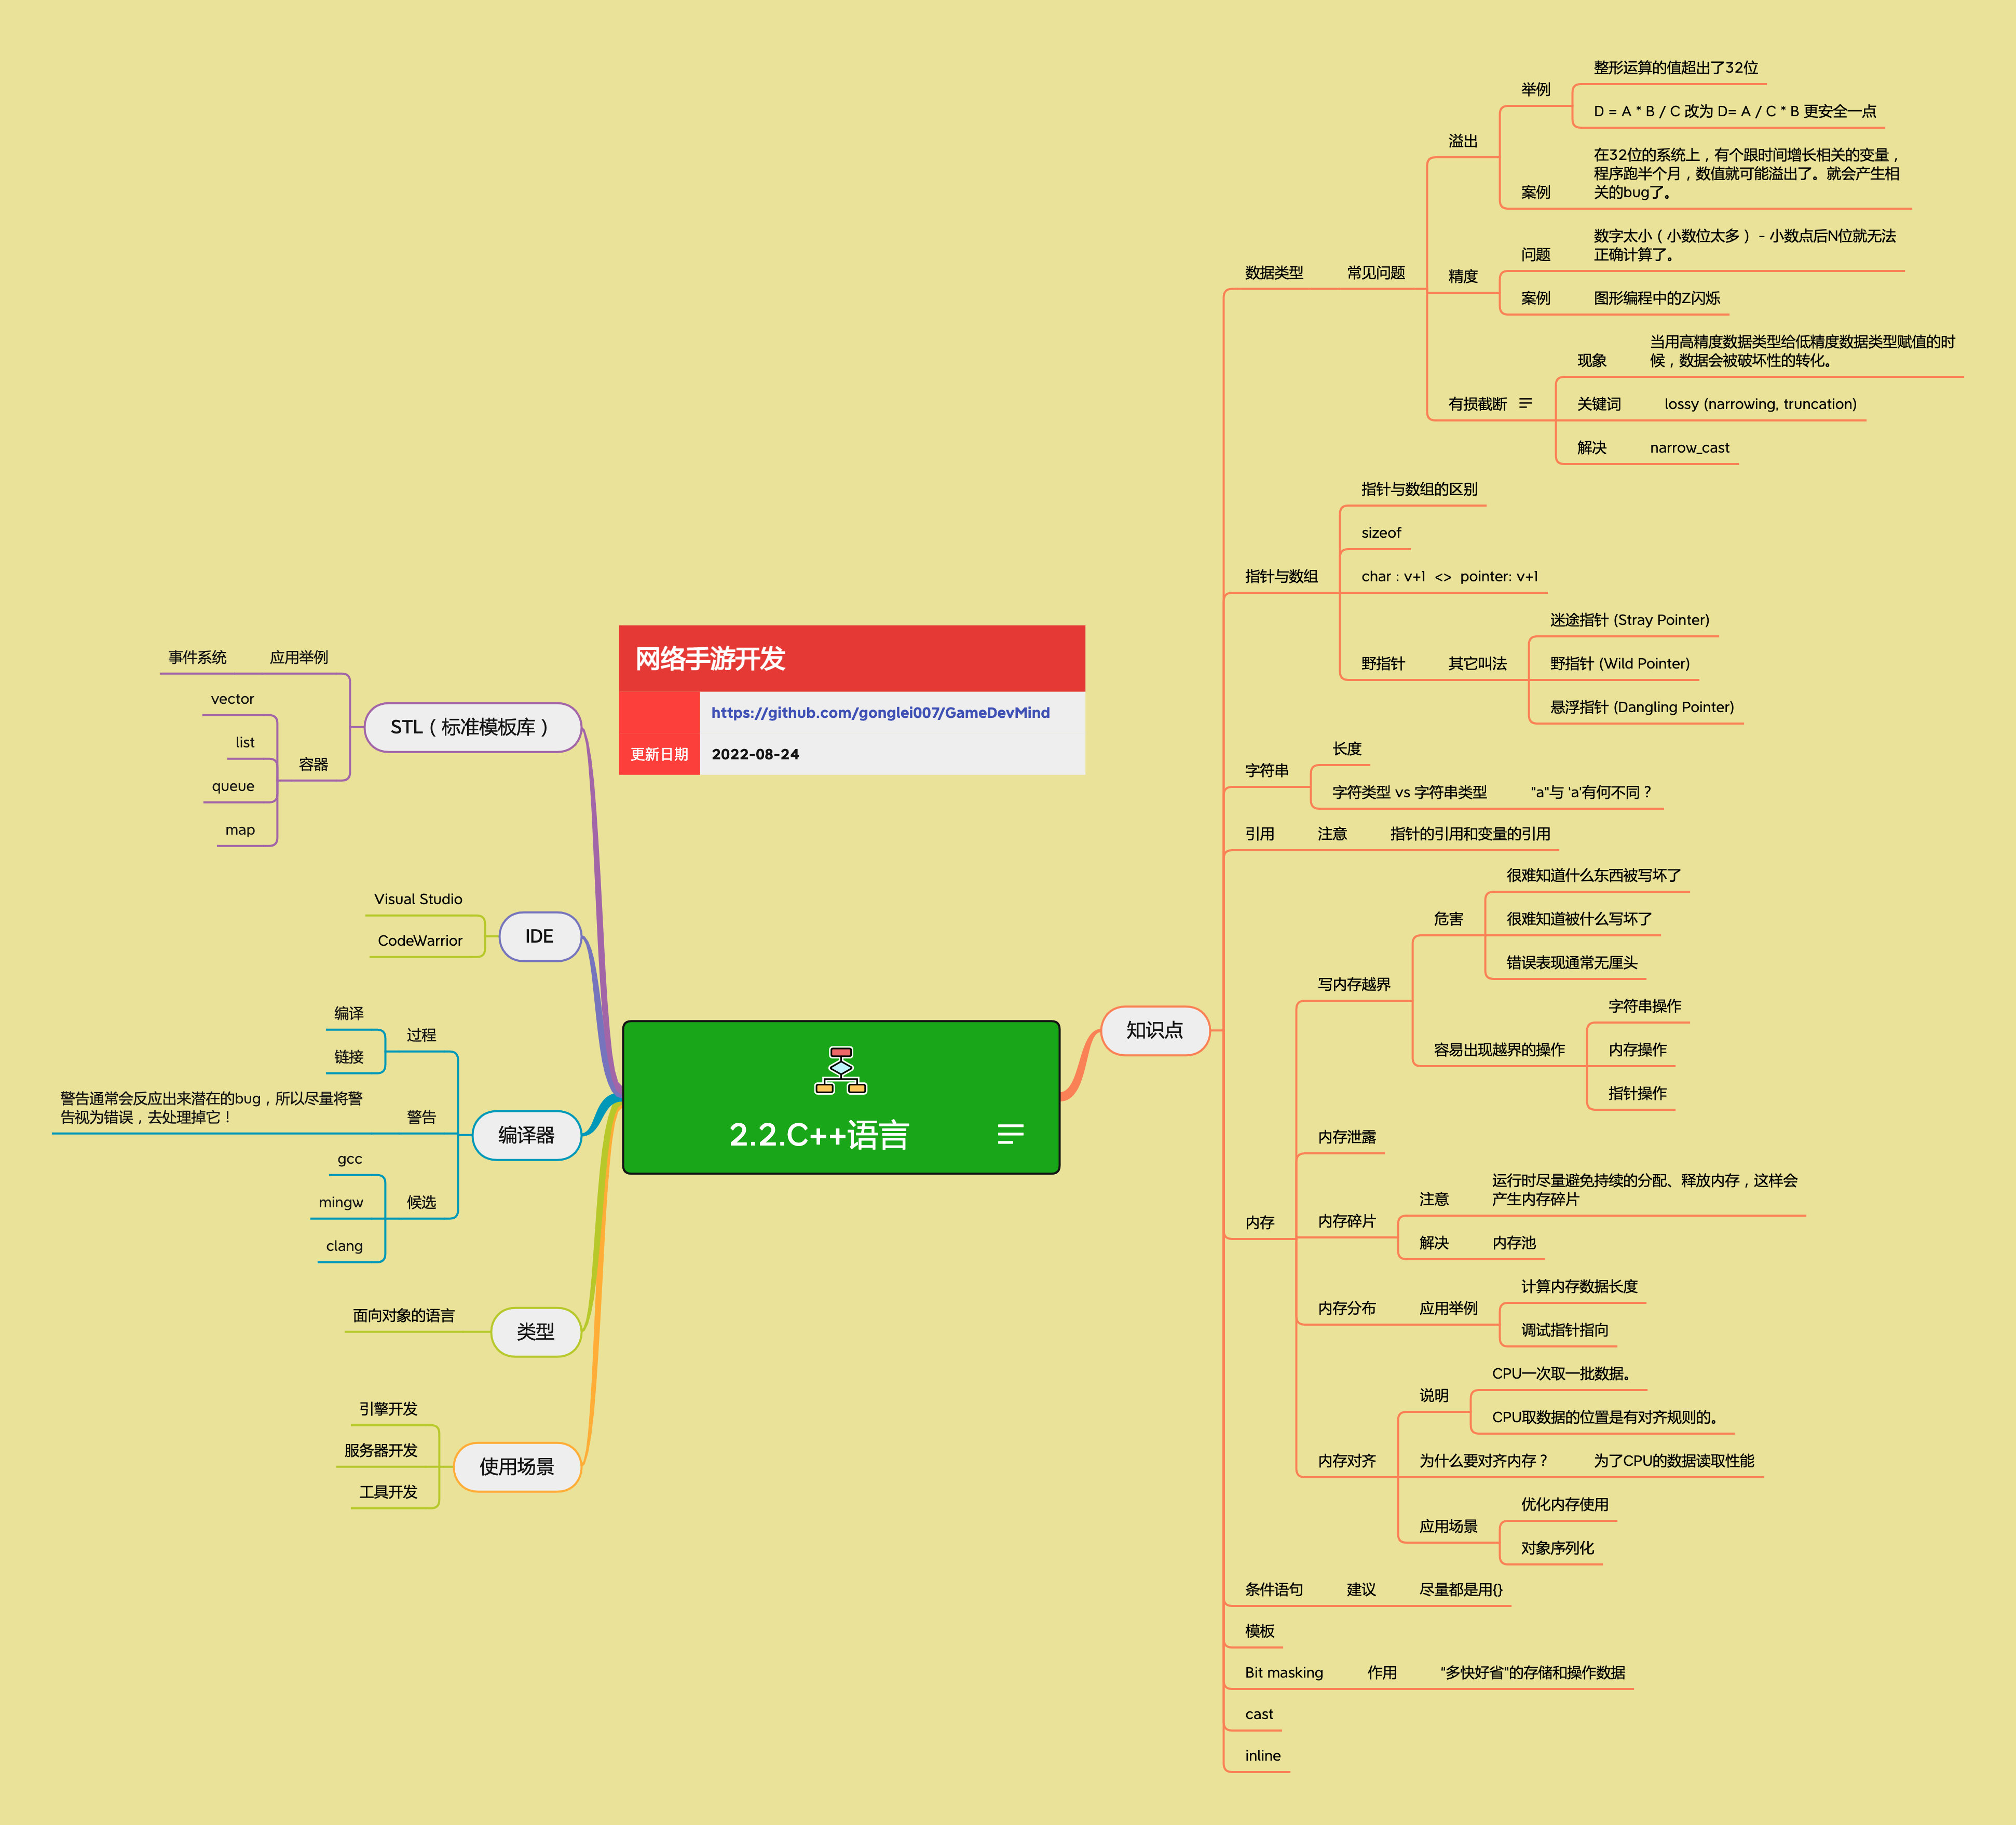 网络手游开发
https://github.com/gonglei007/GameDevMind
更新日期
2022-08-24
2.2.C++语言
知识点
数据类型
常见问题
溢出
举例
整形运算的值超出了32位
D = A * B / C 改为 D= A / C * B 更安全一点
案例
在32位的系统上，有个跟时间增长相关的变量，
程序跑半个月，数值就可能溢出了。就会产生相
关的bug了。
精度
问题
数字太小（小数位太多） - 小数点后N位就无法
正确计算了。
案例
图形编程中的Z闪烁
有损截断
现象
当用高精度数据类型给低精度数据类型赋值的时
候，数据会被破坏性的转化。
关键词
lossy (narrowing, truncation)
解决
narrow_cast
指针与数组
指针与数组的区别
sizeof
char : v+1 <> pointer: v+1
野指针
其它叫法
迷途指针 (Stray Pointer)
野指针 (Wild Pointer)
悬浮指针 (Dangling Pointer)
字符串
长度
字符类型 vs 字符串类型
"a"与 'a'有何不同？
引用
注意
指针的引用和变量的引用
内存
写内存越界
危害
很难知道什么东西被写坏了
很难知道被什么写坏了
错误表现通常无厘头
容易出现越界的操作
字符串操作
内存操作
指针操作
内存泄露
内存碎片
注意
运行时尽量避免持续的分配、释放内存，这样会
产生内存碎片
解决
内存池
内存分布
应用举例
计算内存数据长度
调试指针指向
内存对齐
说明
CPU一次取一批数据。
CPU取数据的位置是有对齐规则的。
为什么要对齐内存？
为了CPU的数据读取性能
应用场景
优化内存使用
对象序列化
条件语句
建议
尽量都是用{}
模板
Bit masking
作用
"多快好省"的存储和操作数据
cast
inline
STL（标准模板库）
应用举例
事件系统
容器
vector
list
queue
map
IDE
Visual Studio
CodeWarrior
编译器
过程
编译
链接
警告
警告通常会反应出来潜在的bug，所以尽量将警
告视为错误，去处理掉它！
候选
gcc
mingw
clang
类型
面向对象的语言
使用场景
引擎开发
服务器开发
工具开发